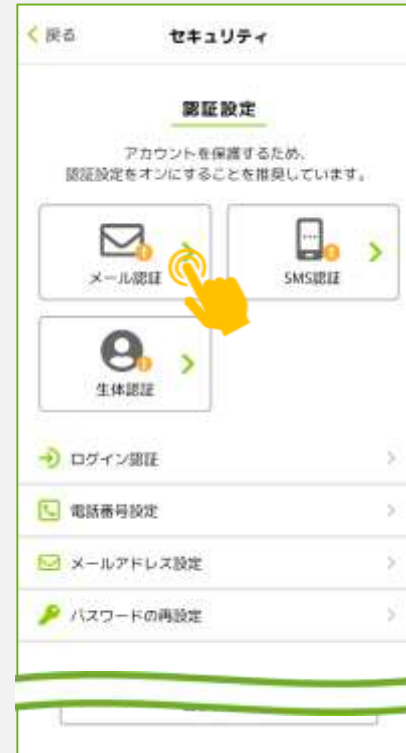 戻る
セキュリティ
認証設定
アカウントを保護するため、
認証設定をオンにすることを推奨しています。
メール認証
SMS認証
生体認証
ログイン認証
電話番号設定
メールアドレス設定
パスワードの再設定